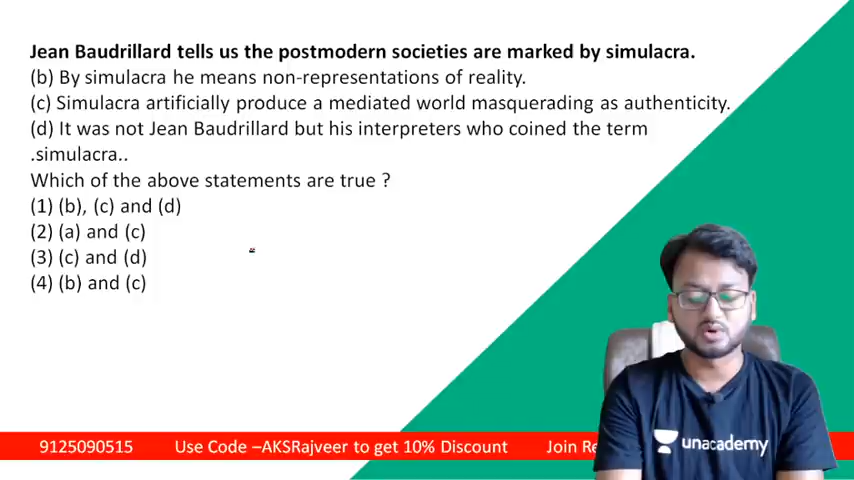 Jean Baudrillard tells us the postmodern societies are marked by simulacra.
(b) By simulacra he means non-representations of reality.
(c) Simulacra artificially produce a mediated world masquerading as authenticity.
(d) It was not Jean Baudrillard but his interpreters who coined the term
.simulacra..
Which of the above statements are true ?
(1) (b), (c) and (d)
(2) (a) and (c)
(3) (c) and (d)
(4) (b) and (c)
unacademy
9125090515 Use Code –AKSRajveer to get 10% Discount Join